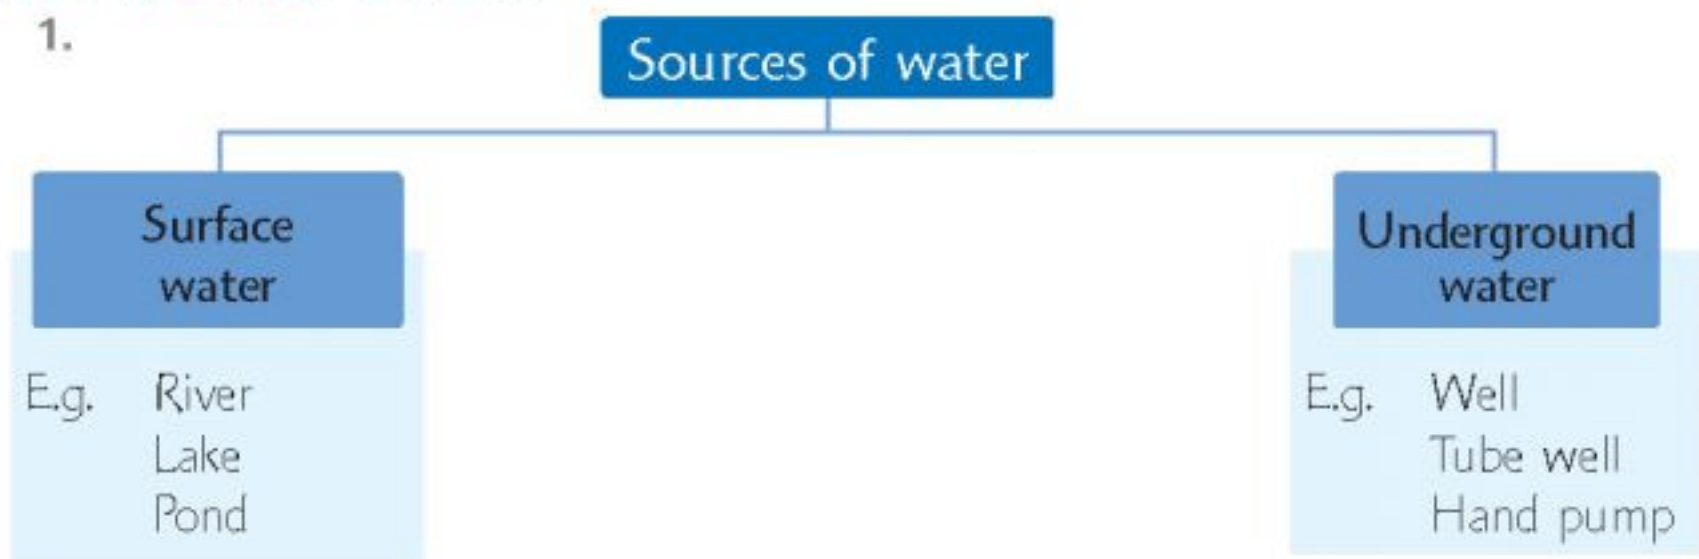 1.
Sources of water
Surface
water
E.g. River
Lake
Pond
Underground
water
E.g. Well
Tube well
Hand pump